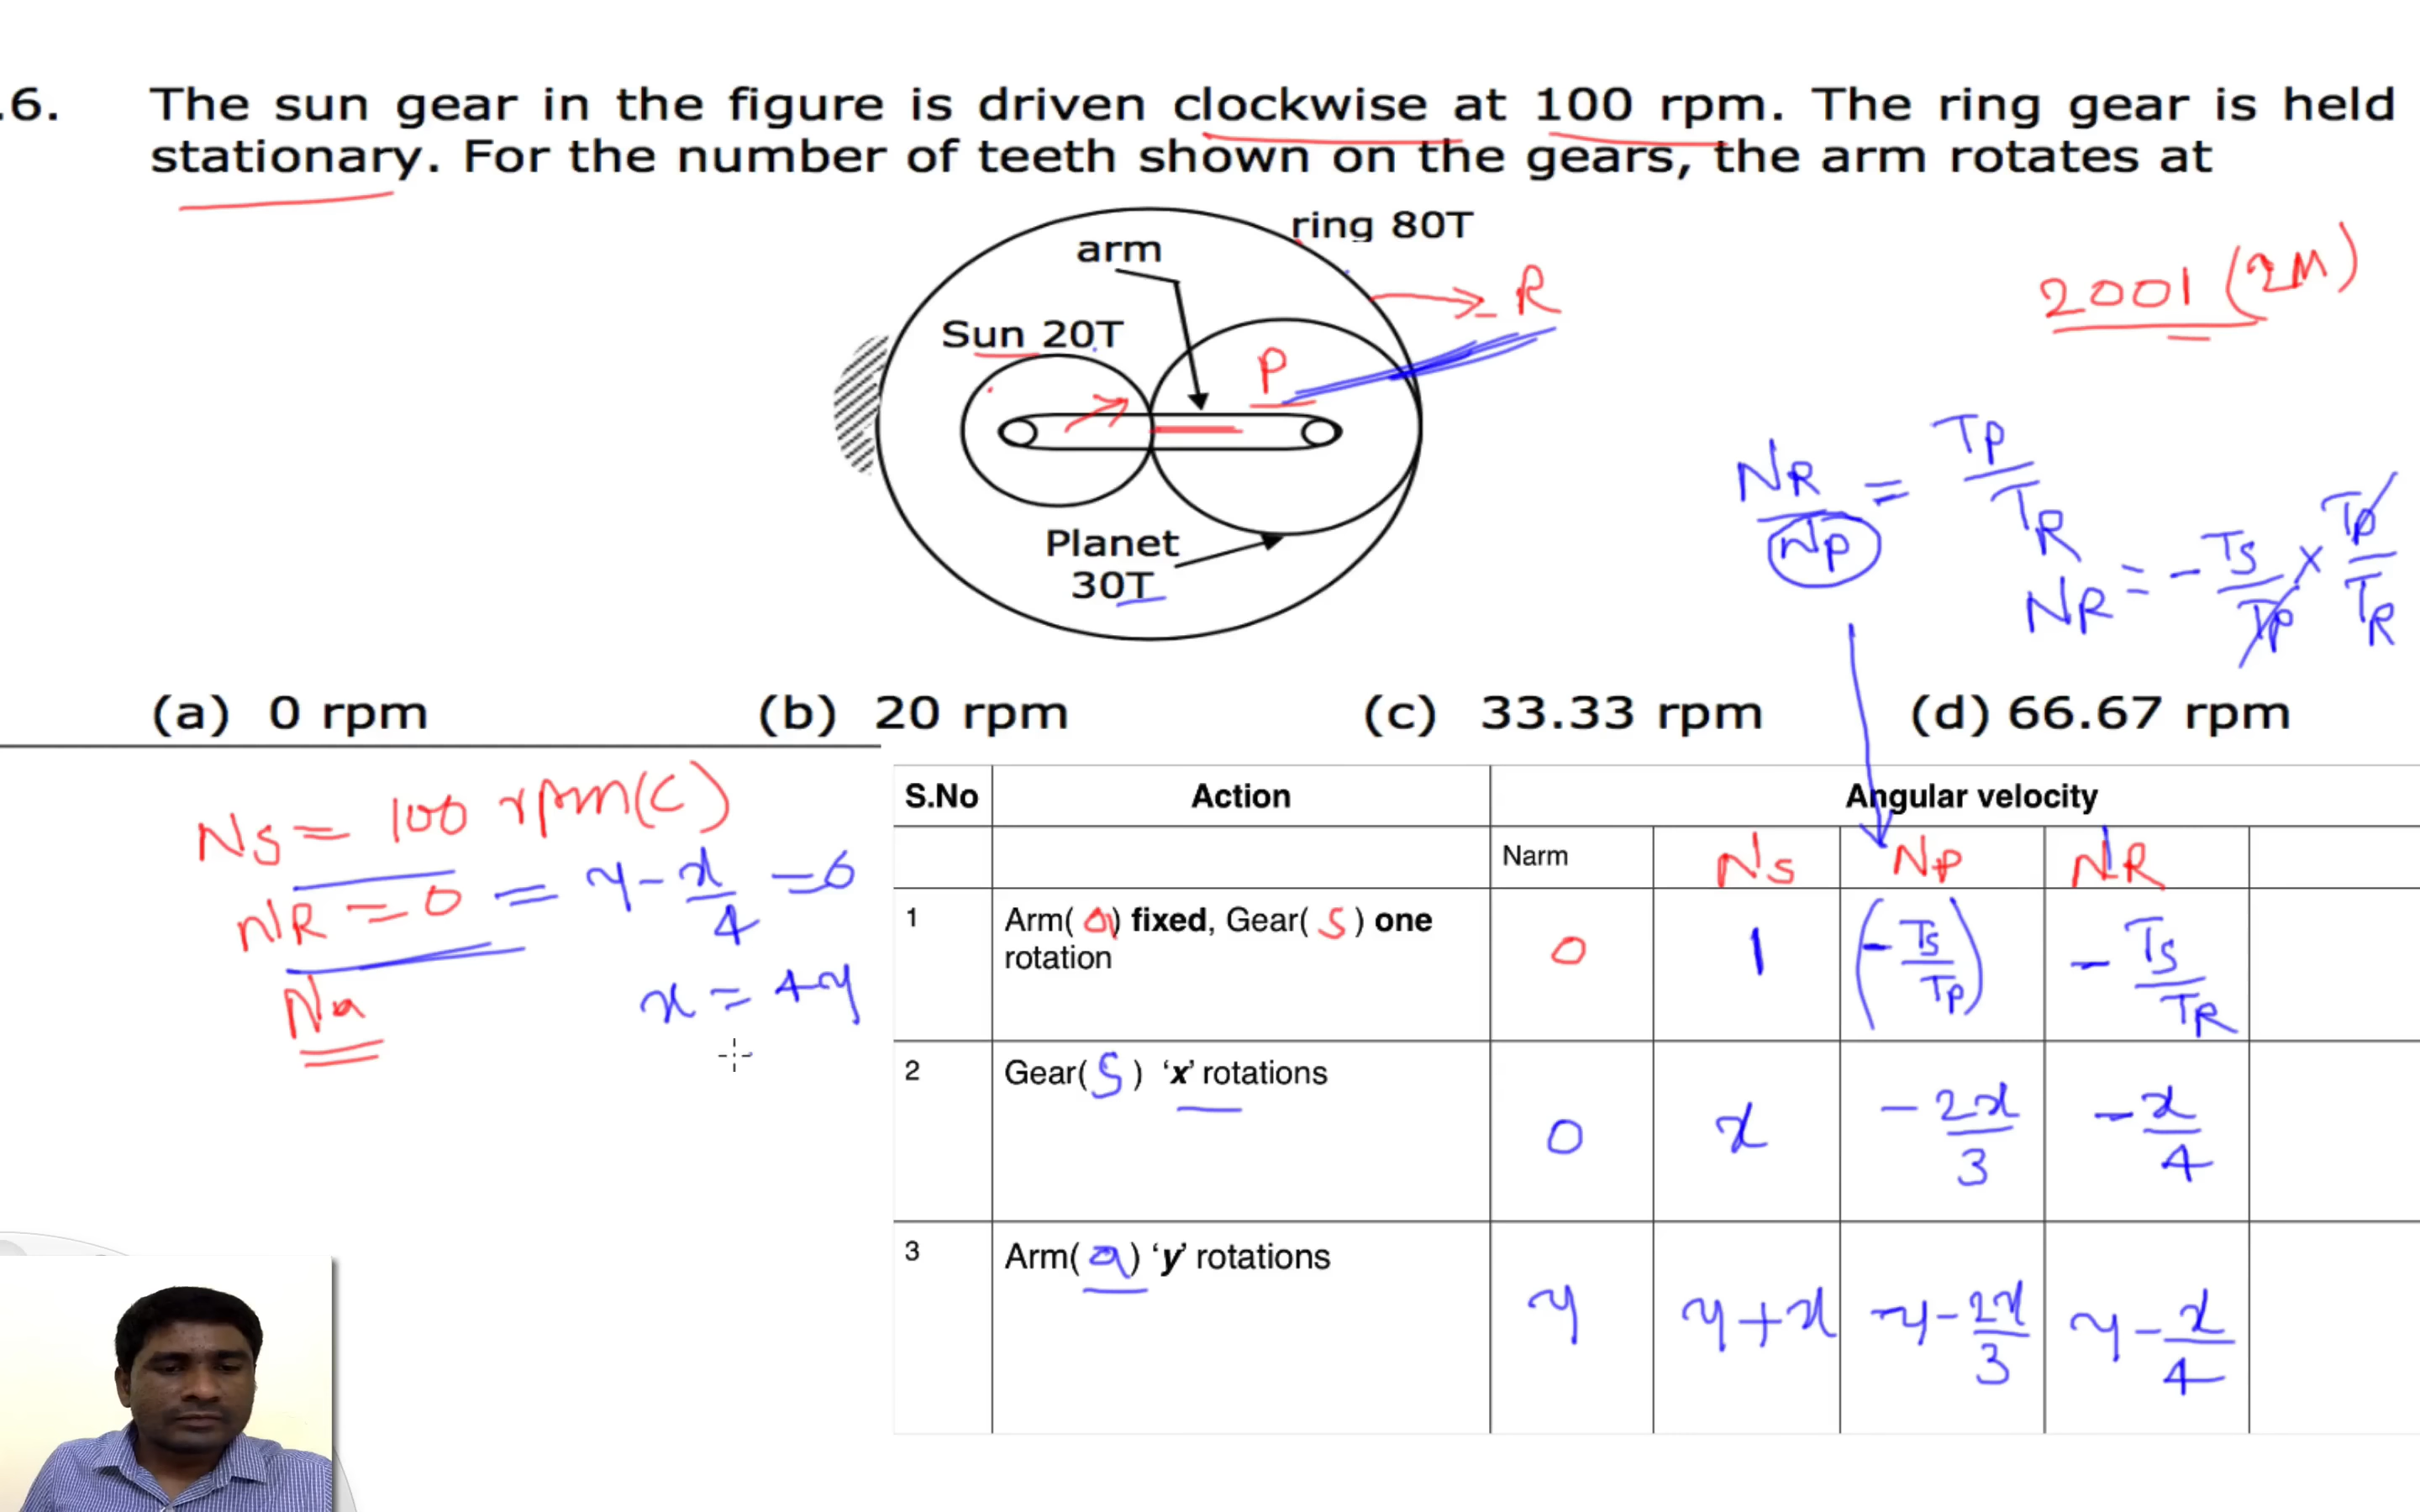 .6. The sun gear in the figure is driven clockwise at 100 rpm. The ring gear is held
stationary. For the number of teeth shown on the gears, the arm rotates at
ring 80T
arm
R
2001 (2M)
Sun 20T
P
NR/NP = TP/TR
Planet
30T
NR = - TS/TP × TP/TR
(a) 0 rpm (b) 20 rpm (c) 33.33 rpm (d) 66.67 rpm
NS = 100 rpm (C)
NR = 0 = y - x/4 = 0
x = 4y
Na
S.No Action Angular velocity
Narm NS NP NR
1 Arm( a ) fixed, Gear( S ) one rotation 0 1 (-TS/TP) -TS/TR
2 Gear( S ) ‘x’ rotations 0 x -2x/3 -x/4
3 Arm( a ) ‘y’ rotations y y+x y-2x/3 y-x/4